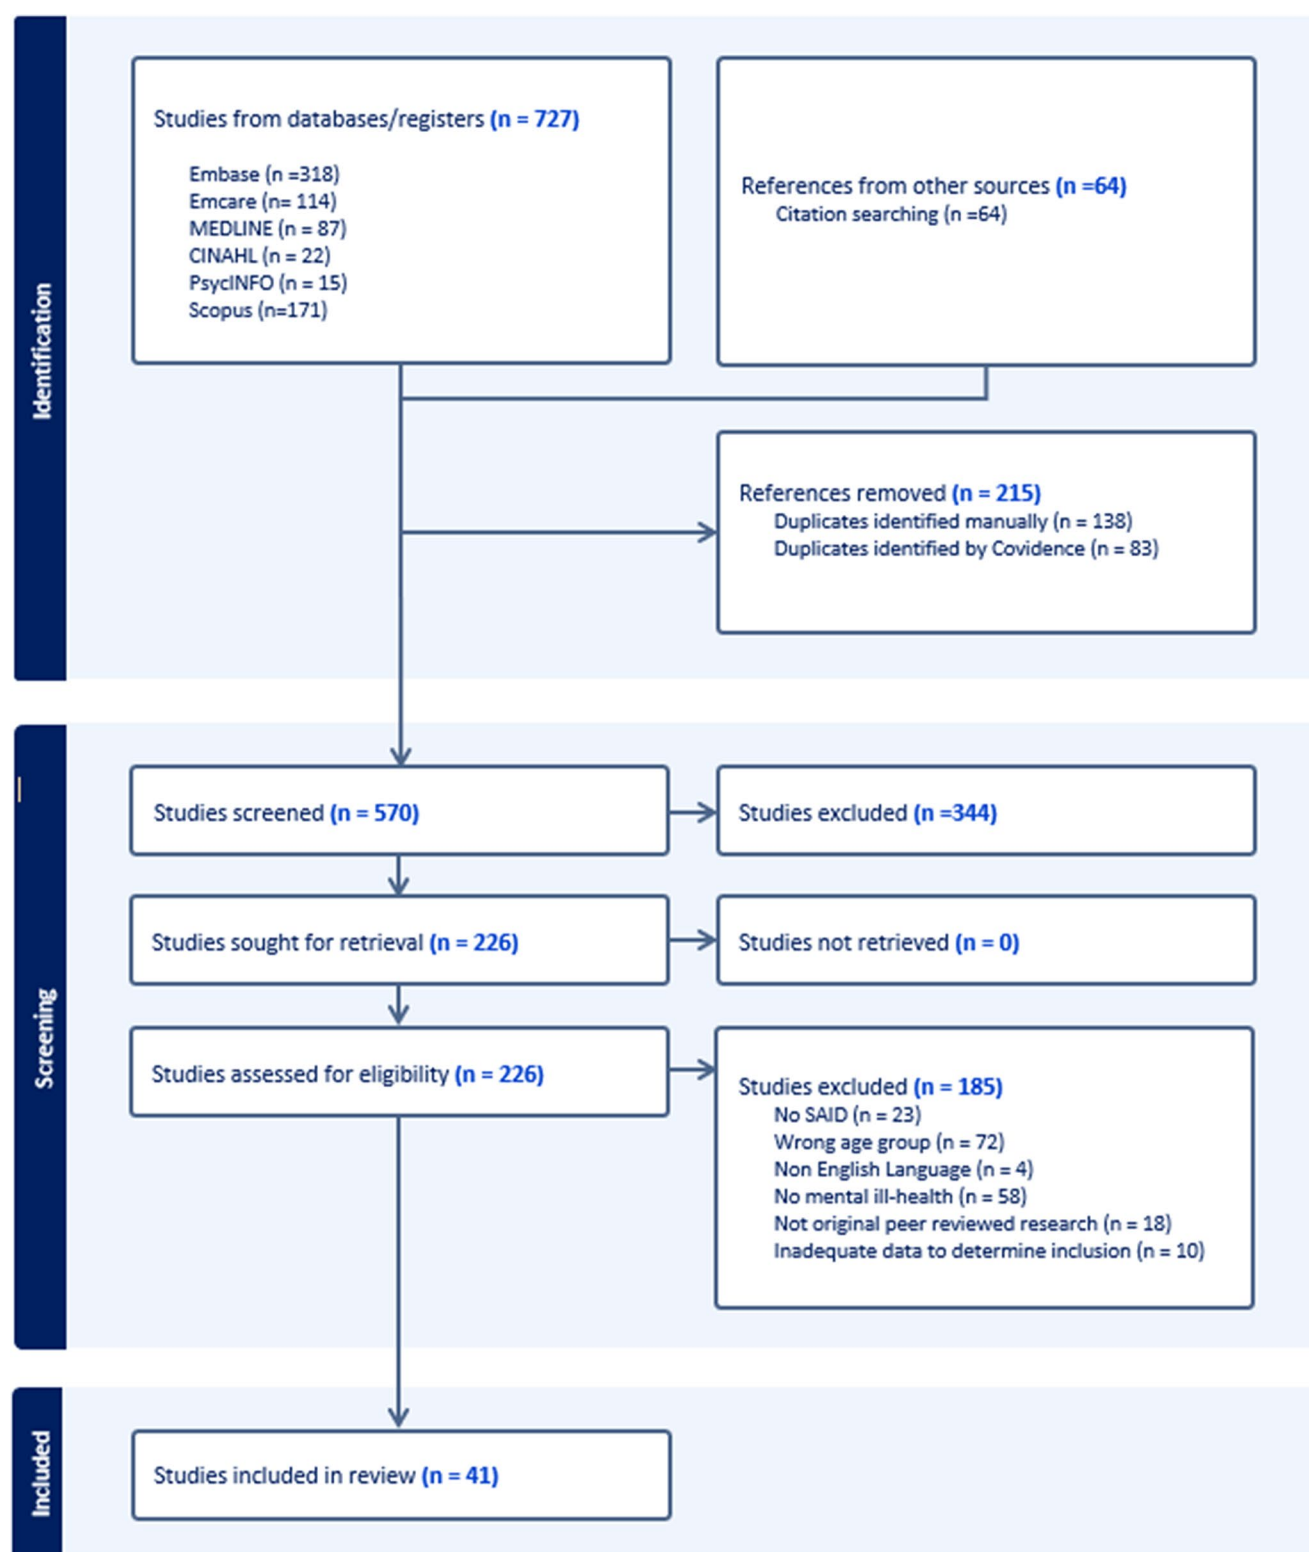 Identification
Studies from databases/registers (n = 727)
Embase (n =318)
Emcare (n= 114)
MEDLINE (n = 87)
CINAHL (n = 22)
PsycINFO (n = 15)
Scopus (n=171)
References from other sources (n =64)
Citation searching (n =64)
References removed (n = 215)
Duplicates identified manually (n = 138)
Duplicates identified by Covidence (n = 83)
Screening
Studies screened (n = 570)
Studies excluded (n =344)
Studies sought for retrieval (n = 226)
Studies not retrieved (n = 0)
Studies assessed for eligibility (n = 226)
Studies excluded (n = 185)
No SAID (n = 23)
Wrong age group (n = 72)
Non English Language (n = 4)
No mental ill-health (n = 58)
Not original peer reviewed research (n = 18)
Inadequate data to determine inclusion (n = 10)
Included
Studies included in review (n = 41)